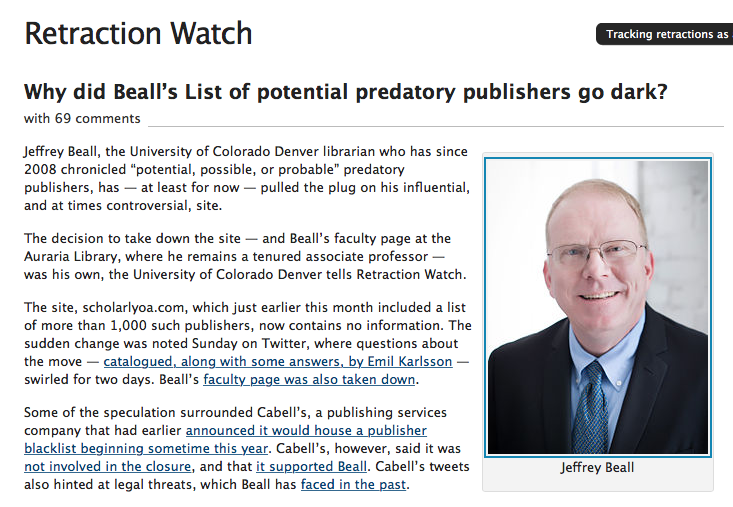 Retraction Watch
Tracking retractions as
Why did Beall's List of potential predatory publishers go dark?
with 69 comments
Jeffrey Beall, the University of Colorado Denver librarian who has since
2008 chronicled “potential, possible, or probable” predatory
publishers, has — at least for now — pulled the plug on his influential,
and at times controversial, site.
The decision to take down the site — and Beall's faculty page at the
Auraria Library, where he remains a tenured associate professor —
was his own, the University of Colorado Denver tells Retraction Watch.
The site, scholarlyoa.com, which just earlier this month included a list
of more than 1,000 such publishers, now contains no information. The
sudden change was noted Sunday on Twitter, where questions about
the move — catalogued, along with some answers, by Emil Karlsson —
swirled for two days. Beall's faculty page was also taken down.
Some of the speculation surrounded Cabell's, a publishing services
company that had earlier announced it would house a publisher
blacklist beginning sometime this year. Cabell's, however, said it was
not involved in the closure, and that it supported Beall. Cabell's tweets
also hinted at legal threats, which Beall has faced in the past.
Jeffrey Beall